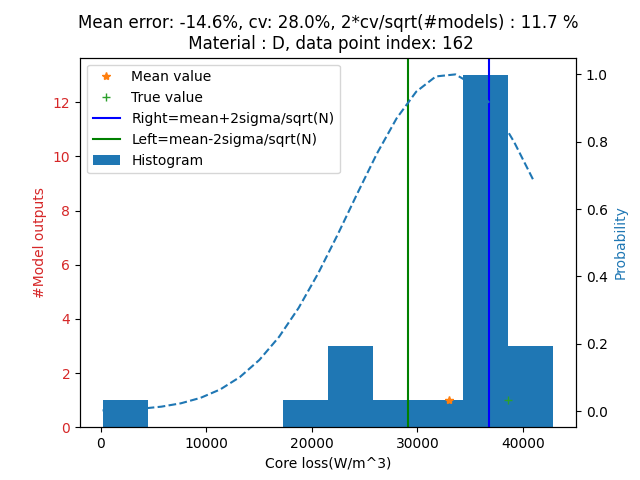 Mean error: -14.6%, cv: 28.0%, 2*cv/sqrt(#models) : 11.7 %
Material : D, data point index: 162
Mean value
True value
Right=mean+2sigma/sqrt(N)
Left=mean-2sigma/sqrt(N)
Histogram
#Model outputs
12
10
8
6
4
2
0
1.0
0.8
0.6
0.4
0.2
0.0
Probability
0
10000
20000
30000
40000
Core loss(W/m^3)